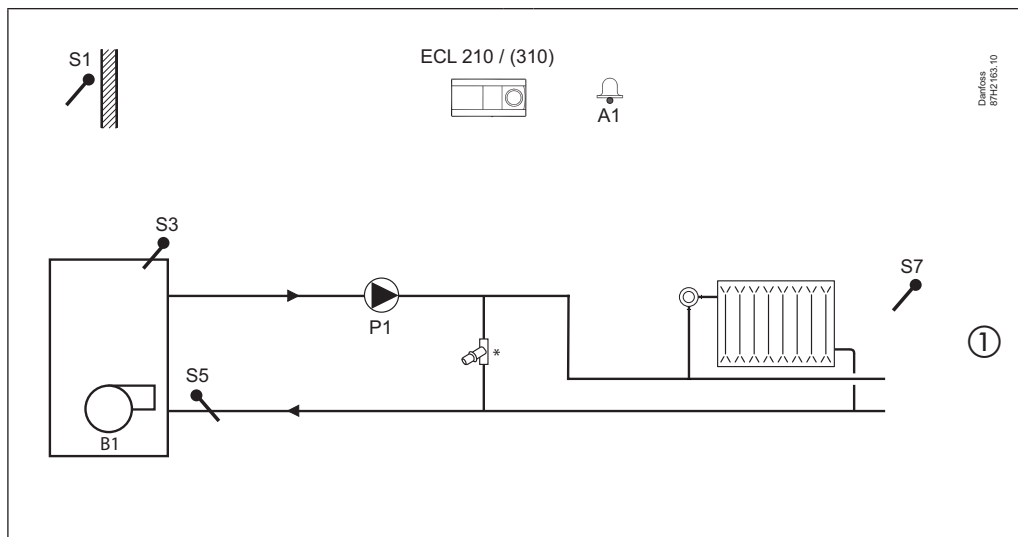 S1
ECL 210 / (310)
A1
Danfoss
87H2163.10
S3
P1
S7
*
①
S5
B1